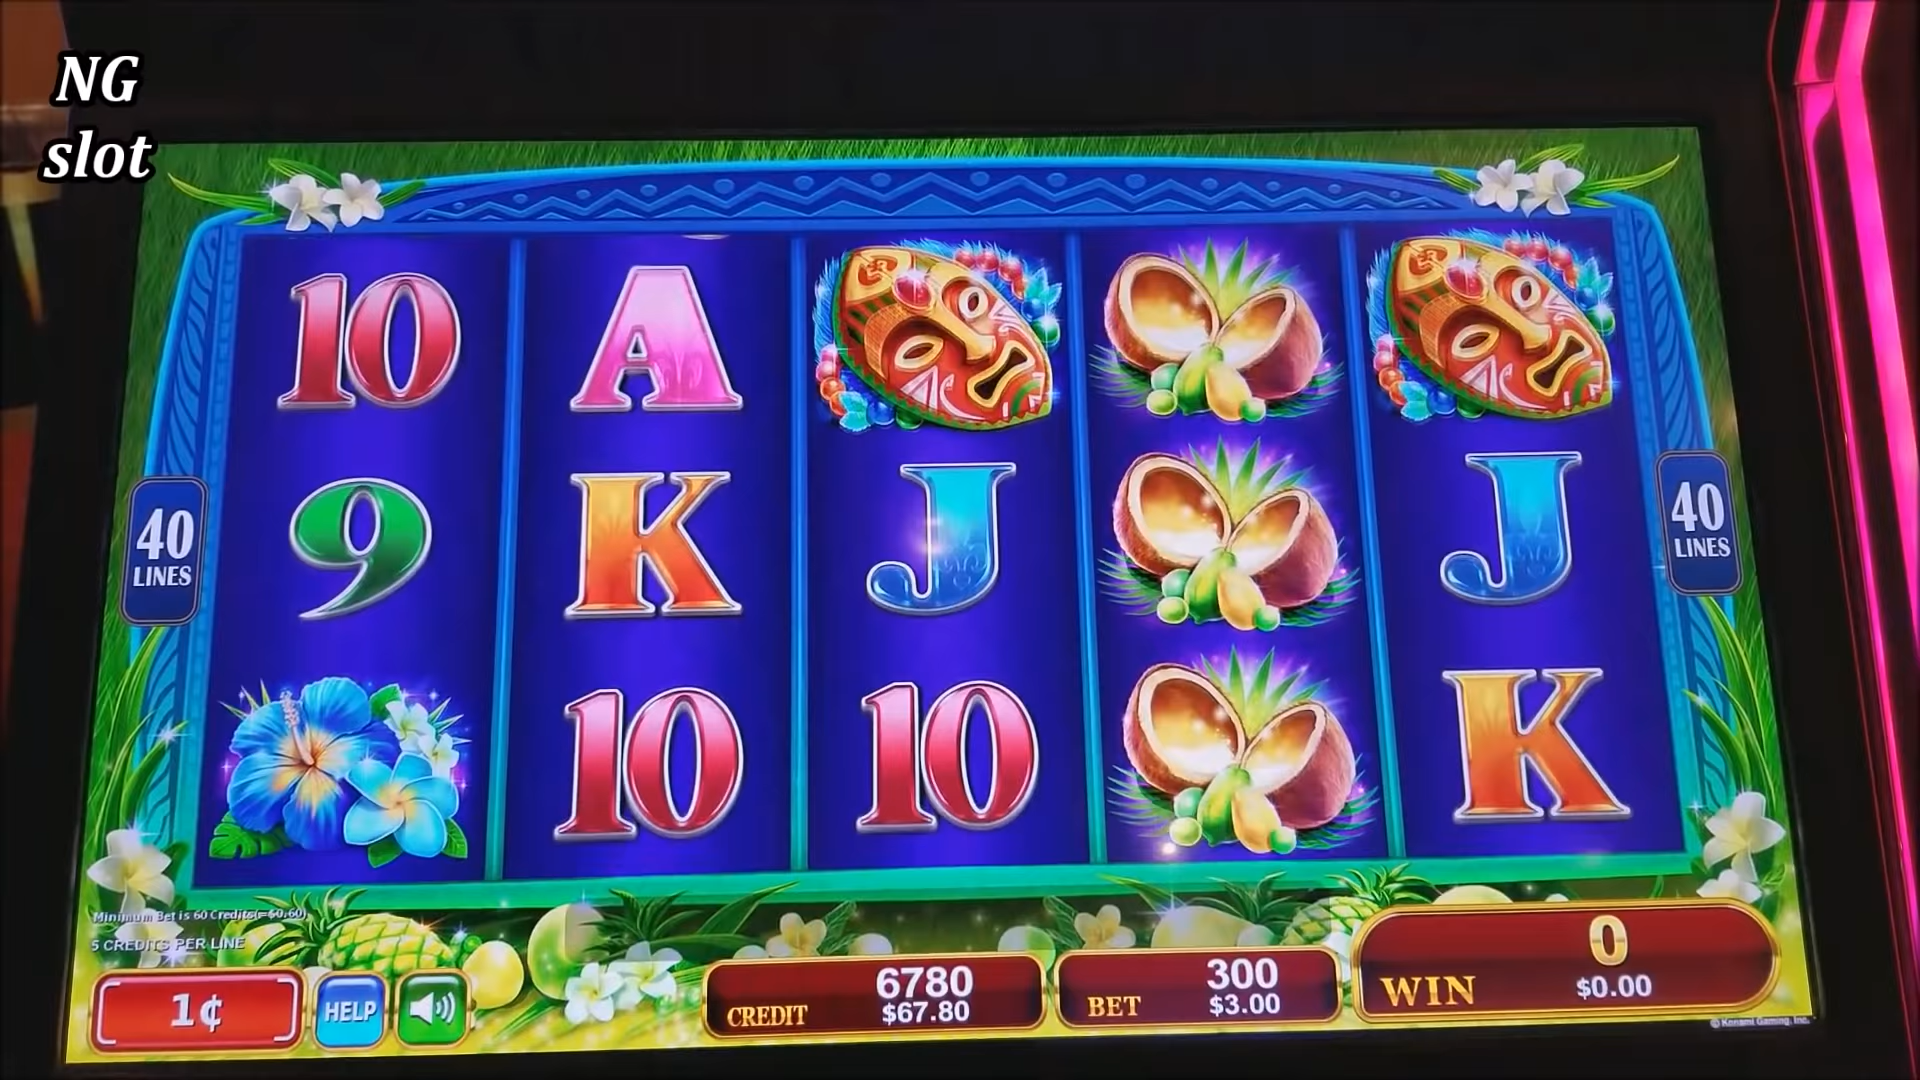 NG
slot
10 A
9 K J J
10 10 K
40
LINES
40
LINES
Minimum Bet is 60 Credits(=$0.60)
5 CREDITS PER LINE
1¢
HELP
CREDIT
6780
$67.80
BET
300
$3.00
WIN
0
$0.00
© Konami Gaming, Inc.